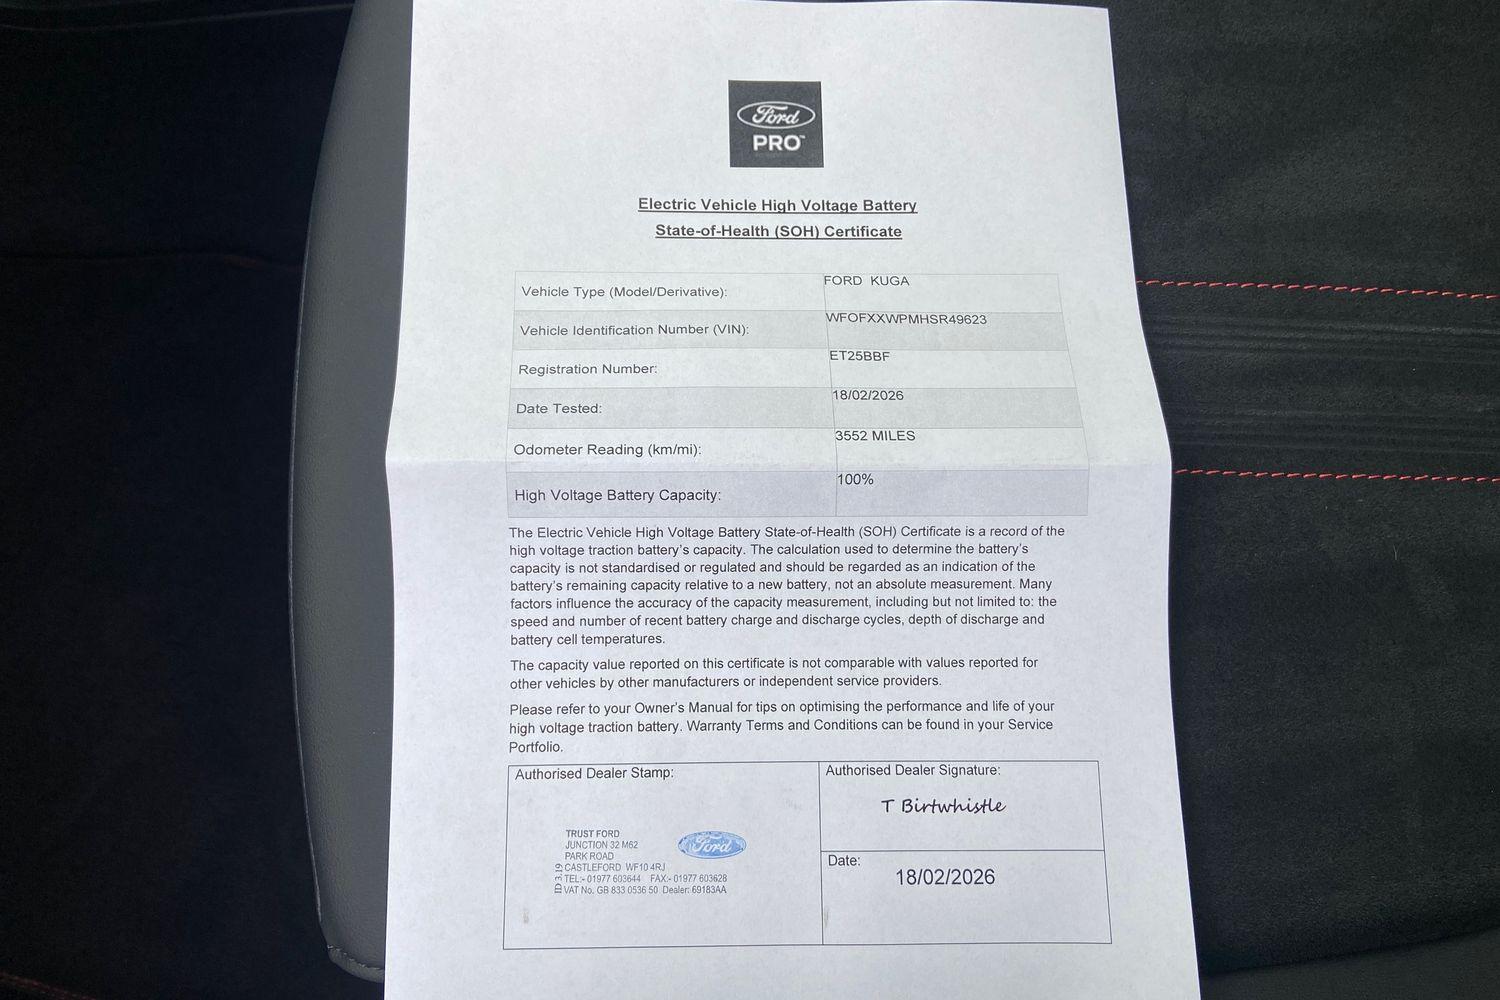 Ford
PRO™
Electric Vehicle High Voltage Battery
State-of-Health (SOH) Certificate
Vehicle Type (Model/Derivative): FORD KUGA
Vehicle Identification Number (VIN): WFOFXXWPMHSR49623
Registration Number: ET25BBF
Date Tested: 18/02/2026
Odometer Reading (km/mi): 3552 MILES
High Voltage Battery Capacity: 100%
The Electric Vehicle High Voltage Battery State-of-Health (SOH) Certificate is a record of the
high voltage traction battery's capacity. The calculation used to determine the battery's
capacity is not standardised or regulated and should be regarded as an indication of the
battery's remaining capacity relative to a new battery, not an absolute measurement. Many
factors influence the accuracy of the capacity measurement, including but not limited to: the
speed and number of recent battery charge and discharge cycles, depth of discharge and
battery cell temperatures.
The capacity value reported on this certificate is not comparable with values reported for
other vehicles by other manufacturers or independent service providers.
Please refer to your Owner's Manual for tips on optimising the performance and life of your
high voltage traction battery. Warranty Terms and Conditions can be found in your Service
Portfolio.
Authorised Dealer Stamp:
TRUST FORD
JUNCTION 32 M62
PARK ROAD
CASTLEFORD WF10 4RJ
TEL:- 01977 603644 FAX:- 01977 603628
VAT No. GB 833 0536 50 Dealer: 69183AA
ID 3.19
Ford
Authorised Dealer Signature:
T Birtwhistle
Date:
18/02/2026